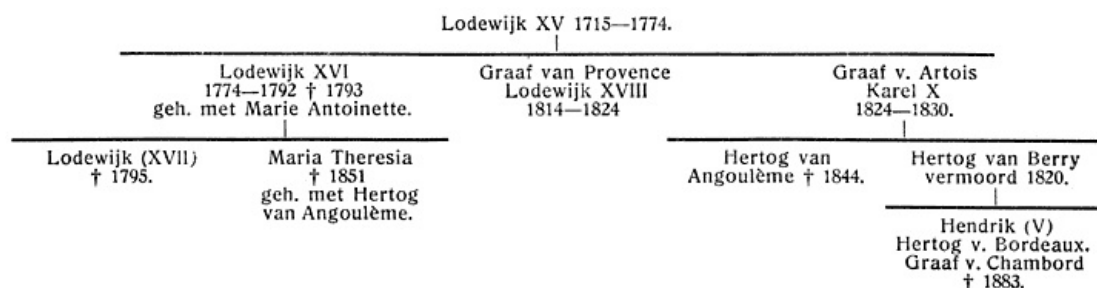 Lodewijk XV 1715—1774.
Lodewijk XVI
1774—1792 † 1793
geh. met Marie Antoinette.
Graaf van Provence
Lodewijk XVIII
1814—1824
Graaf v. Artois
Karel X
1824—1830.
Lodewijk (XVII)
† 1795.
Maria Theresia
† 1851
geh. met Hertog
van Angoulème.
Hertog van
Angoulème † 1844.
Hertog van Berry
vermoord 1820.
Hendrik (V)
Hertog v. Bordeaux.
Graaf v. Chambord
† 1883.